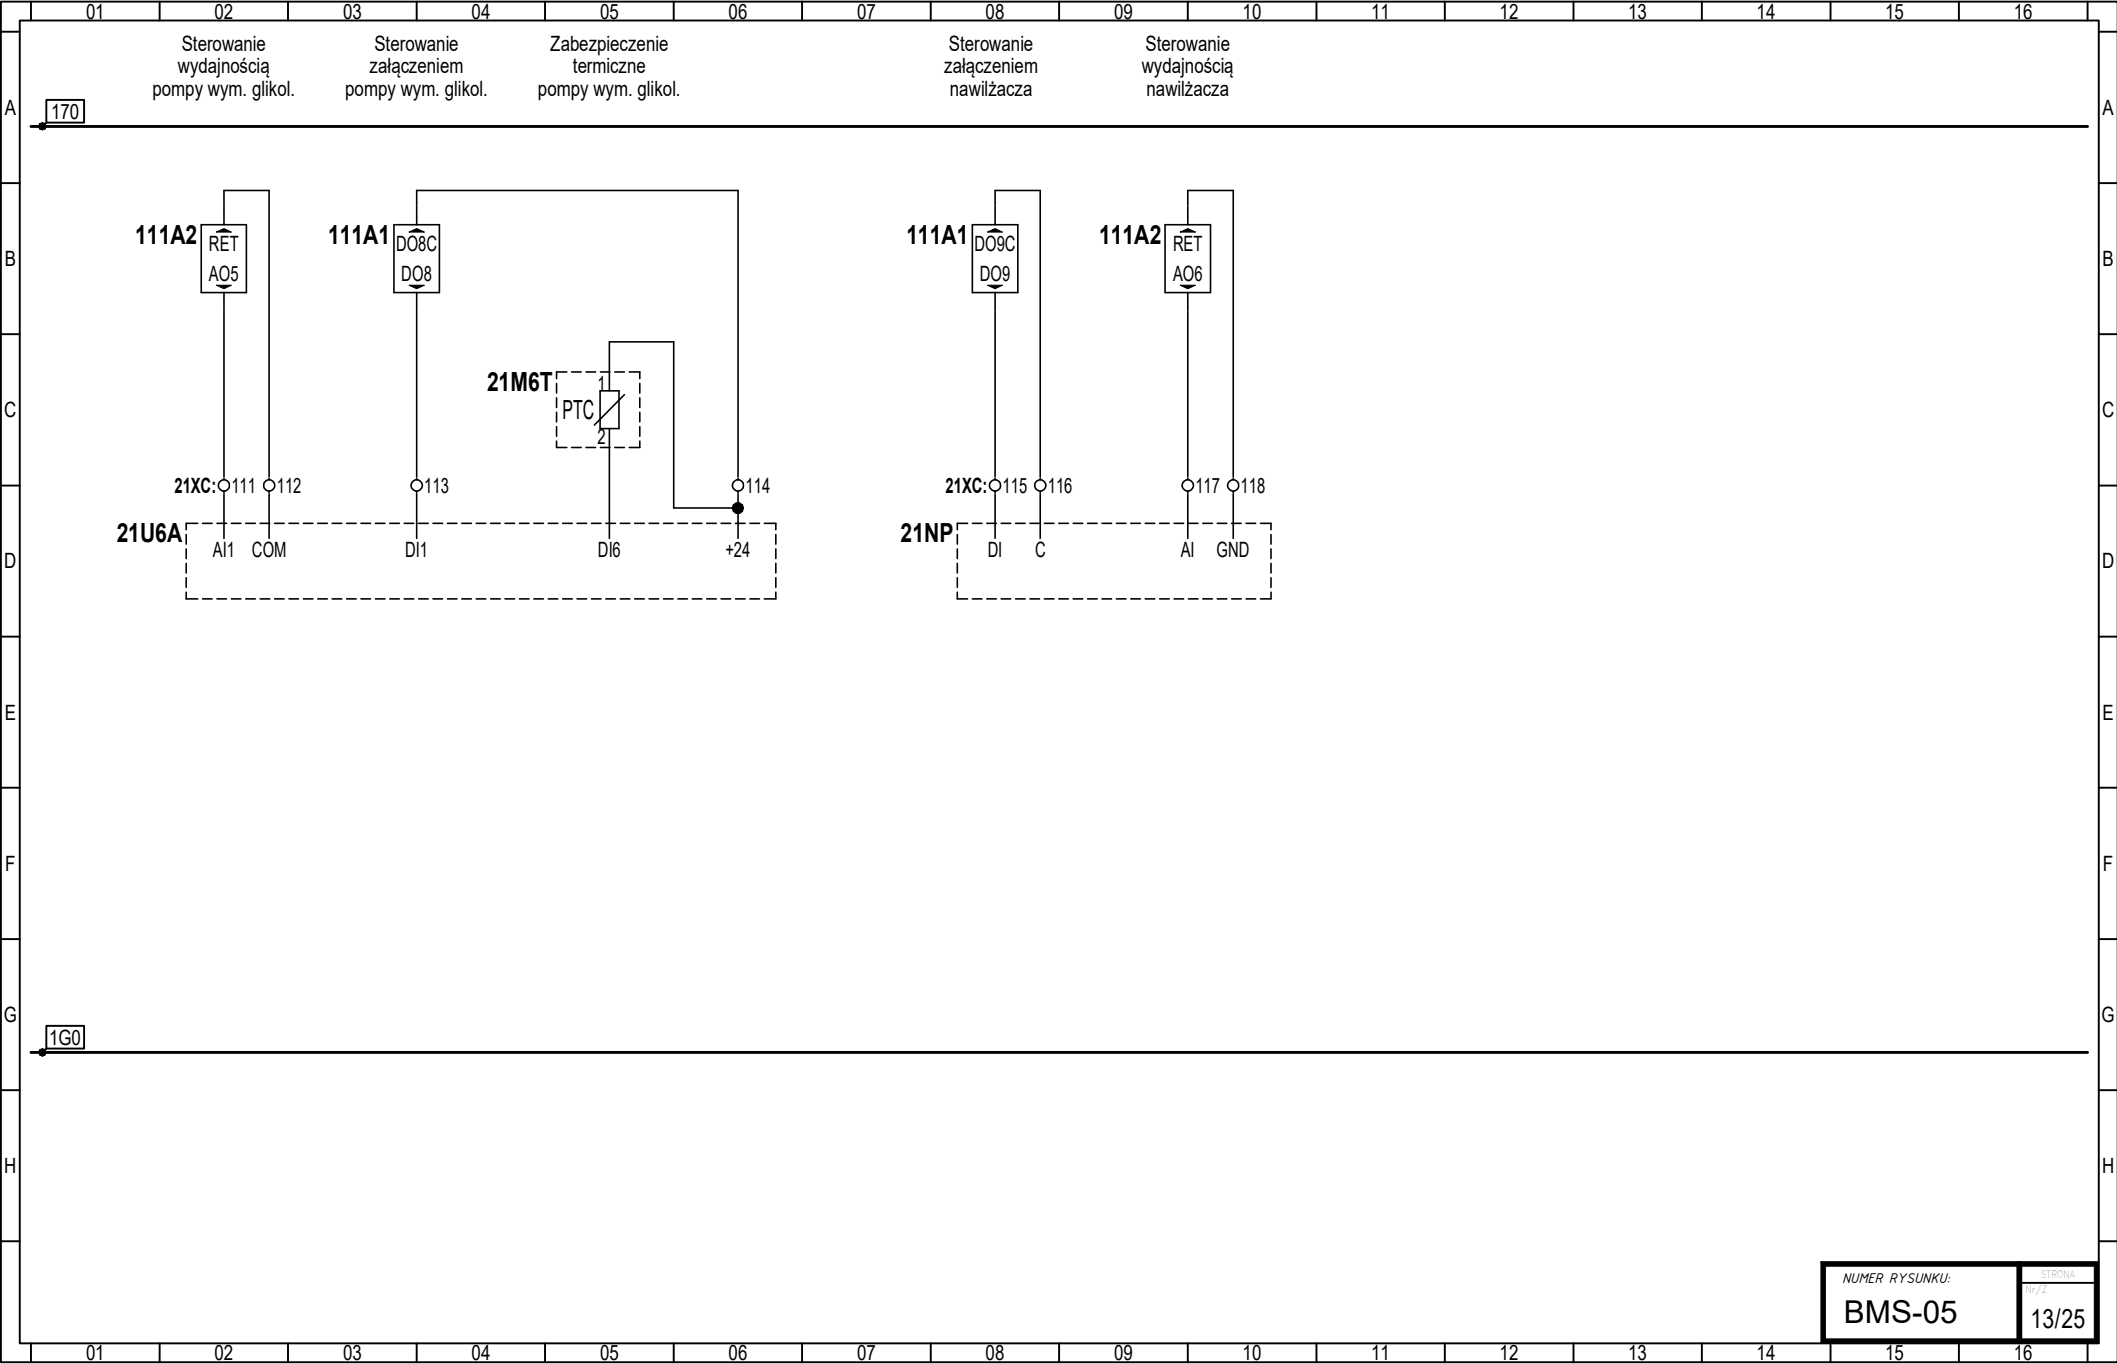 01 02 03 04 05 06 07 08 09 10 11 12 13 14 15 16
Sterowanie
wydajnością
pompy wym. glikol.
Sterowanie
załączeniem
pompy wym. glikol.
Zabezpieczenie
termiczne
pompy wym. glikol.
Sterowanie
załączeniem
nawilżacza
Sterowanie
wydajnością
nawilżacza
A 170 A
111A2 RET 111A1 DO8C 111A1 DO9C 111A2 RET
B B
AO5 DO8 DO9 AO6
21M6T 1
C PTC C
2
21XC: 111 112 113 114 21XC: 115 116 117 118
21U6A 21NP
AI1 COM DI1 DI6 +24 DI C AI GND
D D
E E
F F
G G
1G0
H H
NUMER RYSUNKU: STRONA
Nr/Z
BMS-05 13/25
01 02 03 04 05 06 07 08 09 10 11 12 13 14 15 16